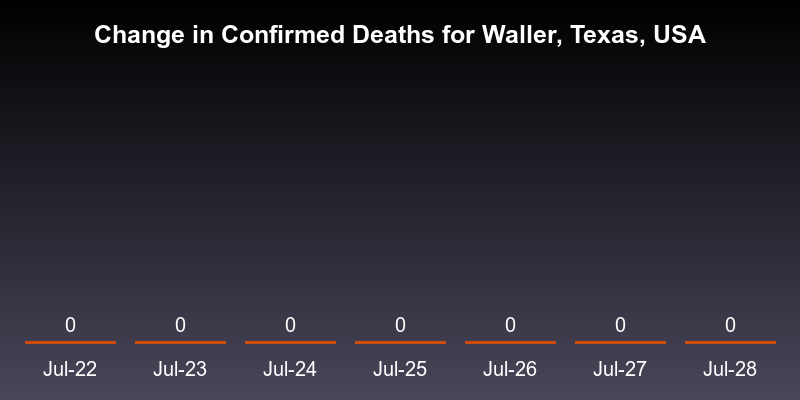 Change in Confirmed Deaths for Waller, Texas, USA
0 0 0 0 0 0 0
Jul-22 Jul-23 Jul-24 Jul-25 Jul-26 Jul-27 Jul-28